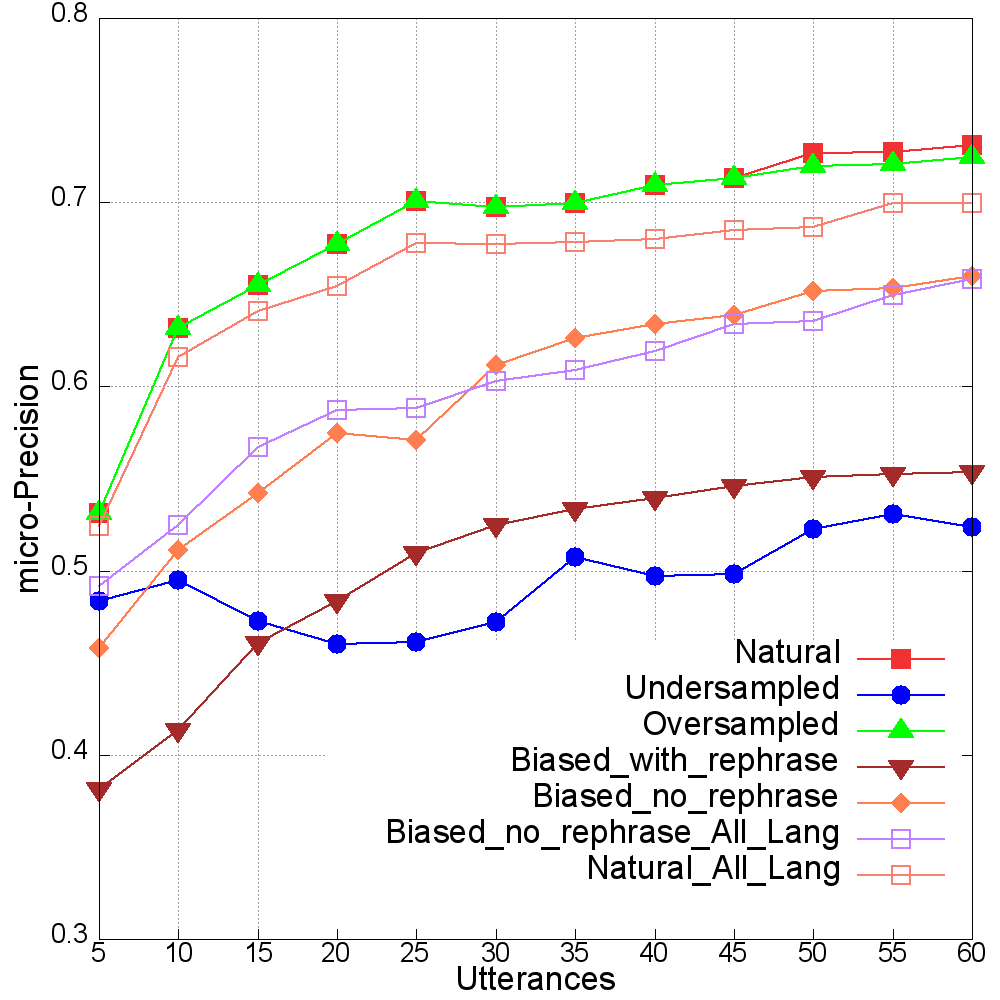 0.8
0.7
0.6
0.5
0.4
0.3
micro-Precision
5 10 15 20 25 30 35 40 45 50 55 60
Utterances
Natural
Undersampled
Oversampled
Biased_with_rephrase
Biased_no_rephrase
Biased_no_rephrase_All_Lang
Natural_All_Lang